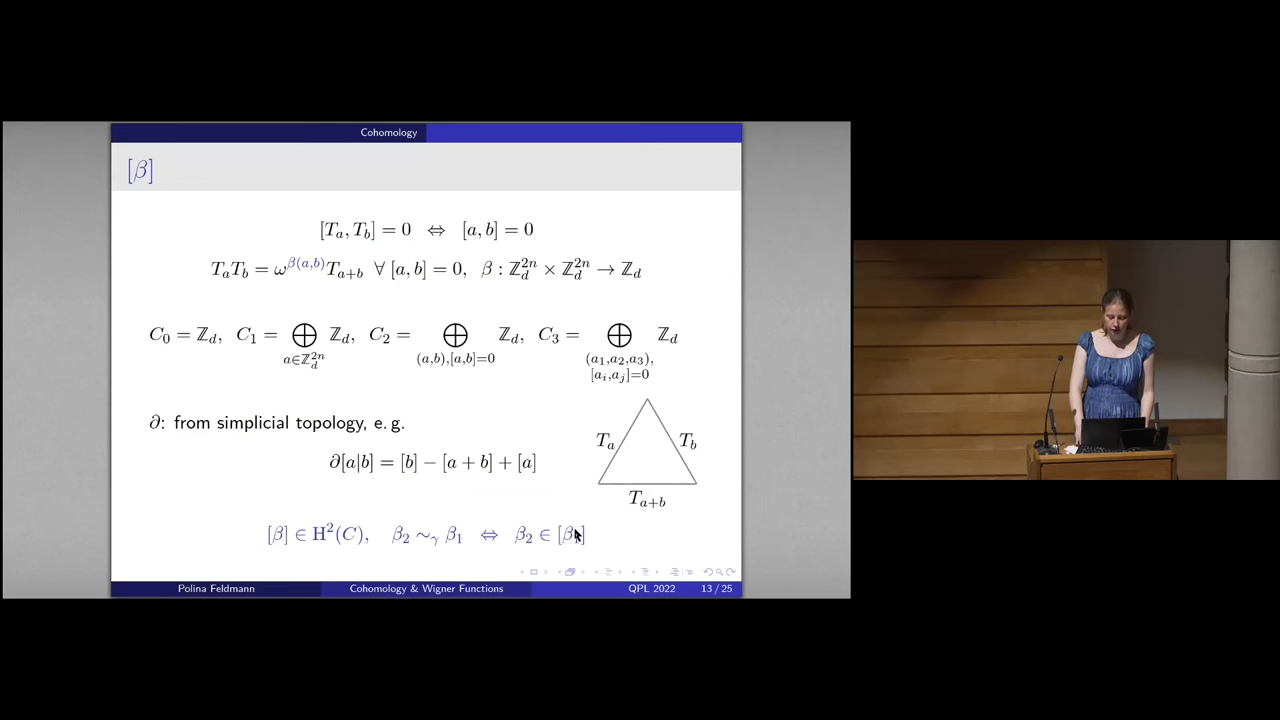 Cohomology
[β]
[T_a, T_b] = 0 ⇔ [a, b] = 0
T_a T_b = ω^{β(a,b)} T_{a+b} ∀ [a, b] = 0, β : ℤ_d^{2n} × ℤ_d^{2n} → ℤ_d
C_0 = ℤ_d, C_1 = ⊕_{a∈ℤ_d^{2n}} ℤ_d, C_2 = ⊕_{(a,b),[a,b]=0} ℤ_d, C_3 = ⊕_{(a_1,a_2,a_3),[a_i,a_j]=0} ℤ_d
∂: from simplicial topology, e. g.
T_a T_b
∂[a|b] = [b] − [a + b] + [a]
T_{a+b}
[β] ∈ H^2(C), β_2 ∼_γ β_1 ⇔ β_2 ∈ [β_1]
Polina Feldmann Cohomology & Wigner Functions QPL 2022 13 / 25